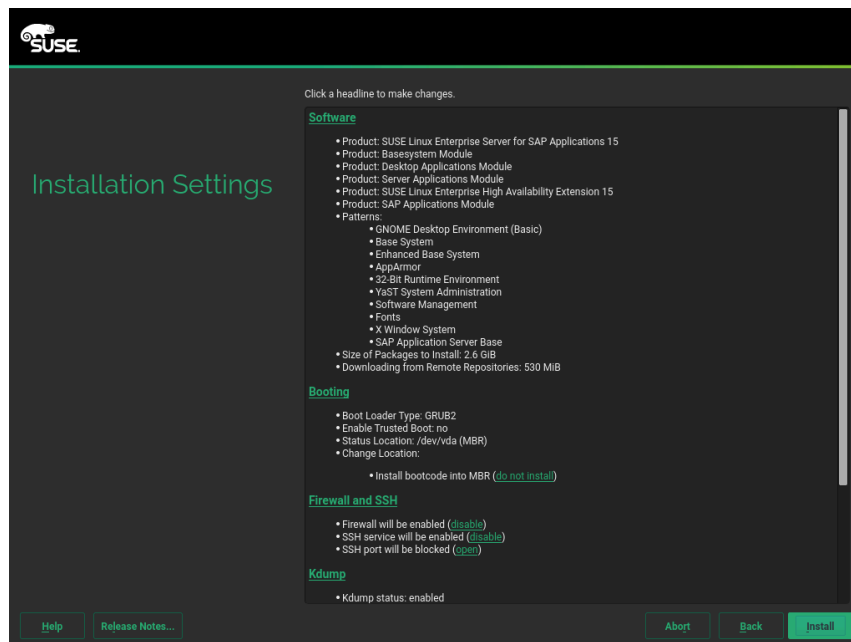 SUSE.
Click a headline to make changes.
Installation Settings
Software
• Product: SUSE Linux Enterprise Server for SAP Applications 15
• Product: Basesystem Module
• Product: Desktop Applications Module
• Product: Server Applications Module
• Product: SUSE Linux Enterprise High Availability Extension 15
• Product: SAP Applications Module
• Patterns:
• GNOME Desktop Environment (Basic)
• Base System
• Enhanced Base System
• AppArmor
• 32-Bit Runtime Environment
• YaST System Administration
• Software Management
• Fonts
• X Window System
• SAP Application Server Base
• Size of Packages to Install: 2.6 GiB
• Downloading from Remote Repositories: 530 MiB
Booting
• Boot Loader Type: GRUB2
• Enable Trusted Boot: no
• Status Location: /dev/vda (MBR)
• Change Location:
• Install bootcode into MBR (do not install)
Firewall and SSH
• Firewall will be enabled (disable)
• SSH service will be enabled (disable)
• SSH port will be blocked (open)
Kdump
• Kdump status: enabled
Help Release Notes... Abort Back Install